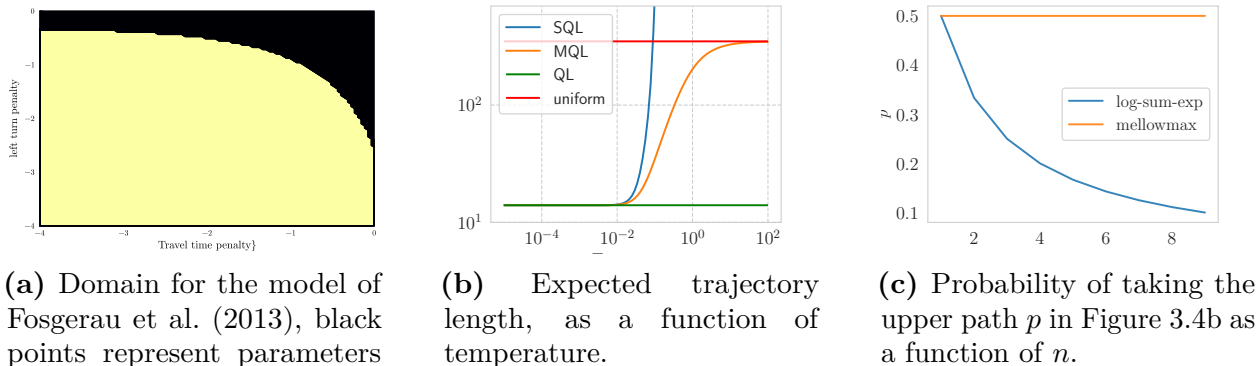 0
−1
−2
−3
−4
left turn penalty
−4
−3
−2
−1
0
Travel time penalty}
10²
10¹
SQL
MQL
QL
uniform
10⁻⁴
10⁻²
10⁰
10²
0.5
0.4
0.3
0.2
0.1
p
log-sum-exp
mellowmax
2
4
6
8
(a) Domain for the model of
Fosgerau et al. (2013), black
points represent parameters
(b) Expected trajectory
length, as a function of
temperature.
(c) Probability of taking the
upper path p in Figure 3.4b as
a function of n.